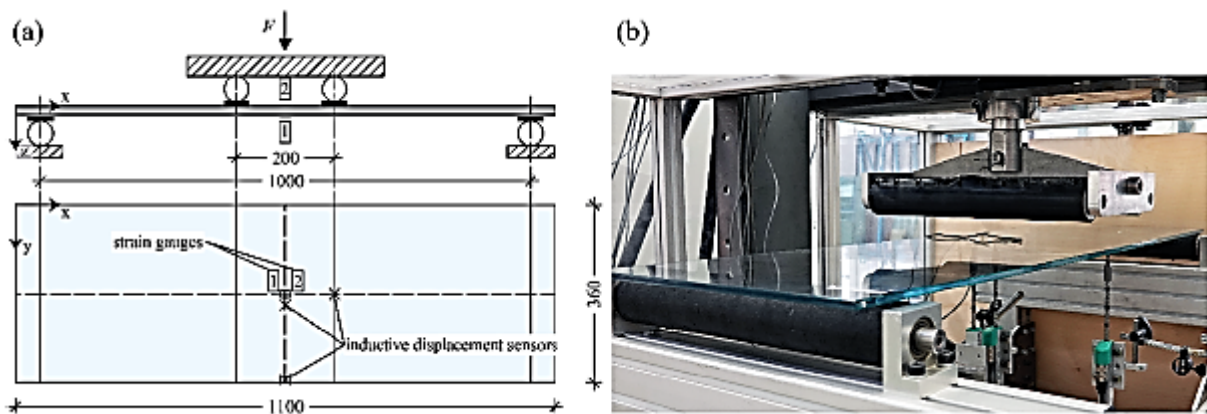 (a)
F
2
x
z
1
200
1000
x
y
strain gauges
1 2
inductive displacement sensors
1100
360
(b)